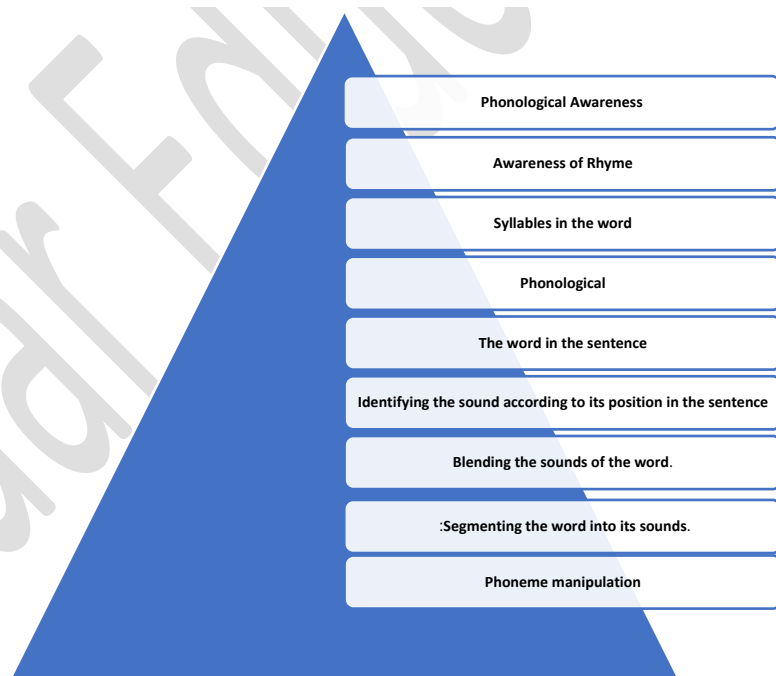 Phonological Awareness
Awareness of Rhyme
Syllables in the word
Phonological
The word in the sentence
Identifying the sound according to its position in the sentence
Blending the sounds of the word.
:Segmenting the word into its sounds.
Phoneme manipulation